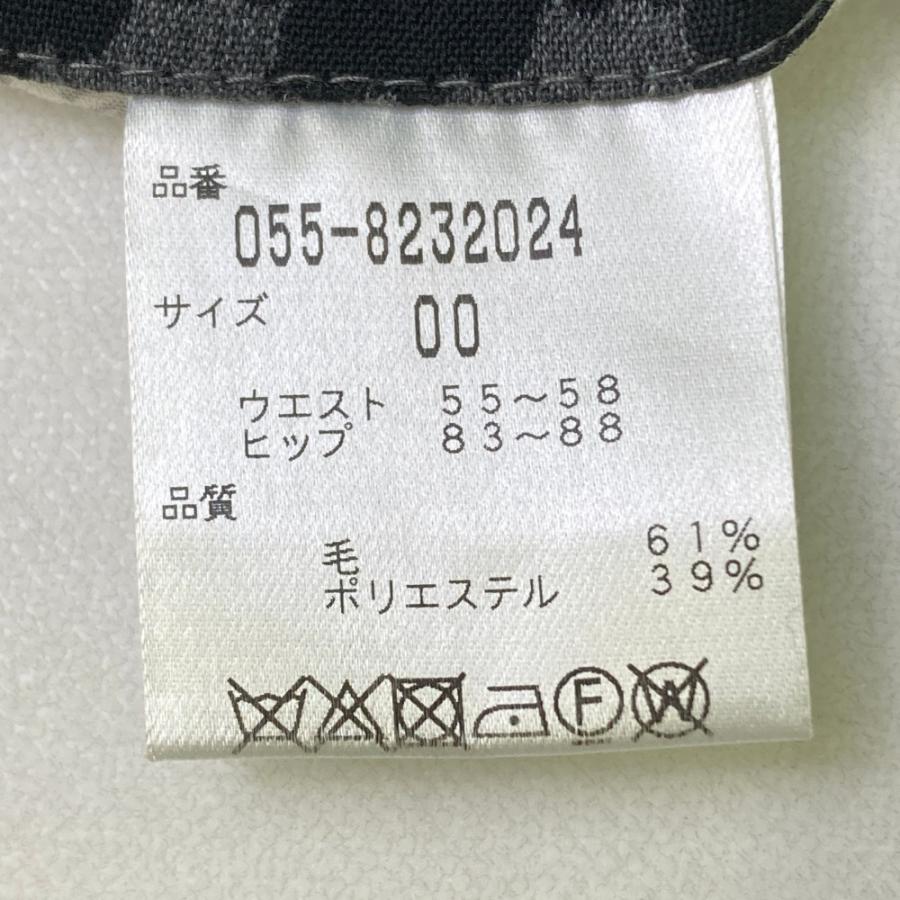 品番
055-8232024
サイズ 00
ウエスト 55～58
ヒップ 83～88
品質
毛 61%
ポリエステル 39%
F W